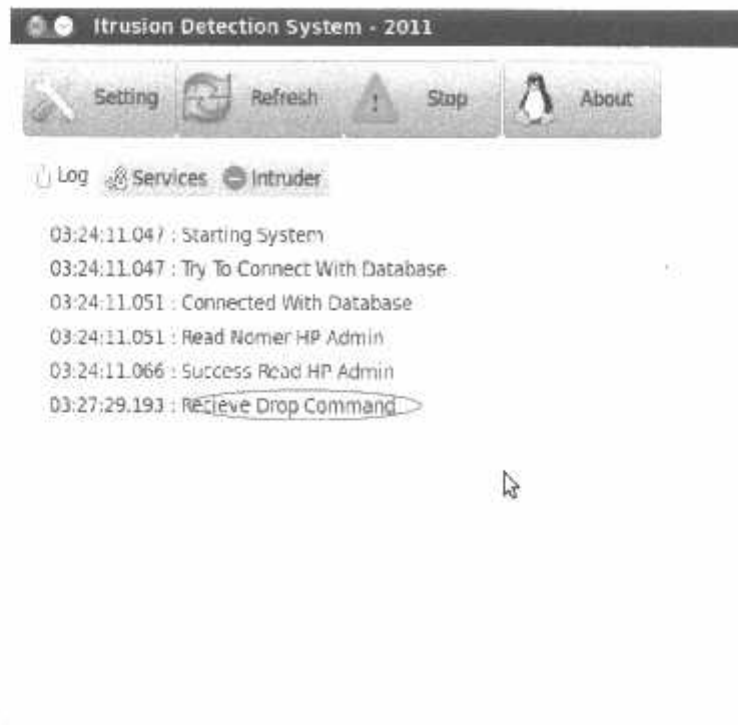 Itrusion Detection System - 2011
Setting Refresh Stop About
Log Services Intruder
03:24:11.047 : Starting System
03:24:11.047 : Try To Connect With Database
03:24:11.051 : Connected With Database
03:24:11.051 : Read Nomer HP Admin
03:24:11.066 : Success Read HP Admin
03:27:29.193 : Recieve Drop Command